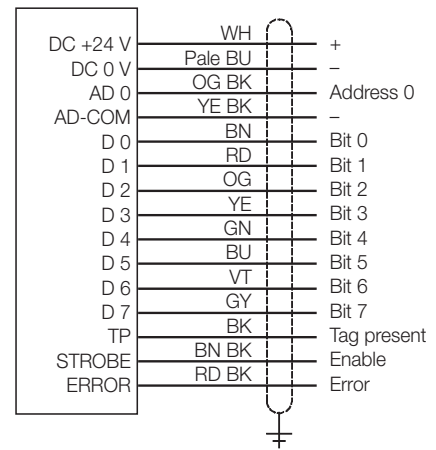 DC +24 V WH +
DC 0 V Pale BU –
AD 0 OG BK Address 0
AD-COM YE BK –
D 0 BN Bit 0
D 1 RD Bit 1
D 2 OG Bit 2
D 3 YE Bit 3
D 4 GN Bit 4
D 5 BU Bit 5
D 6 VT Bit 6
D 7 GY Bit 7
TP BK Tag present
STROBE BN BK Enable
ERROR RD BK Error